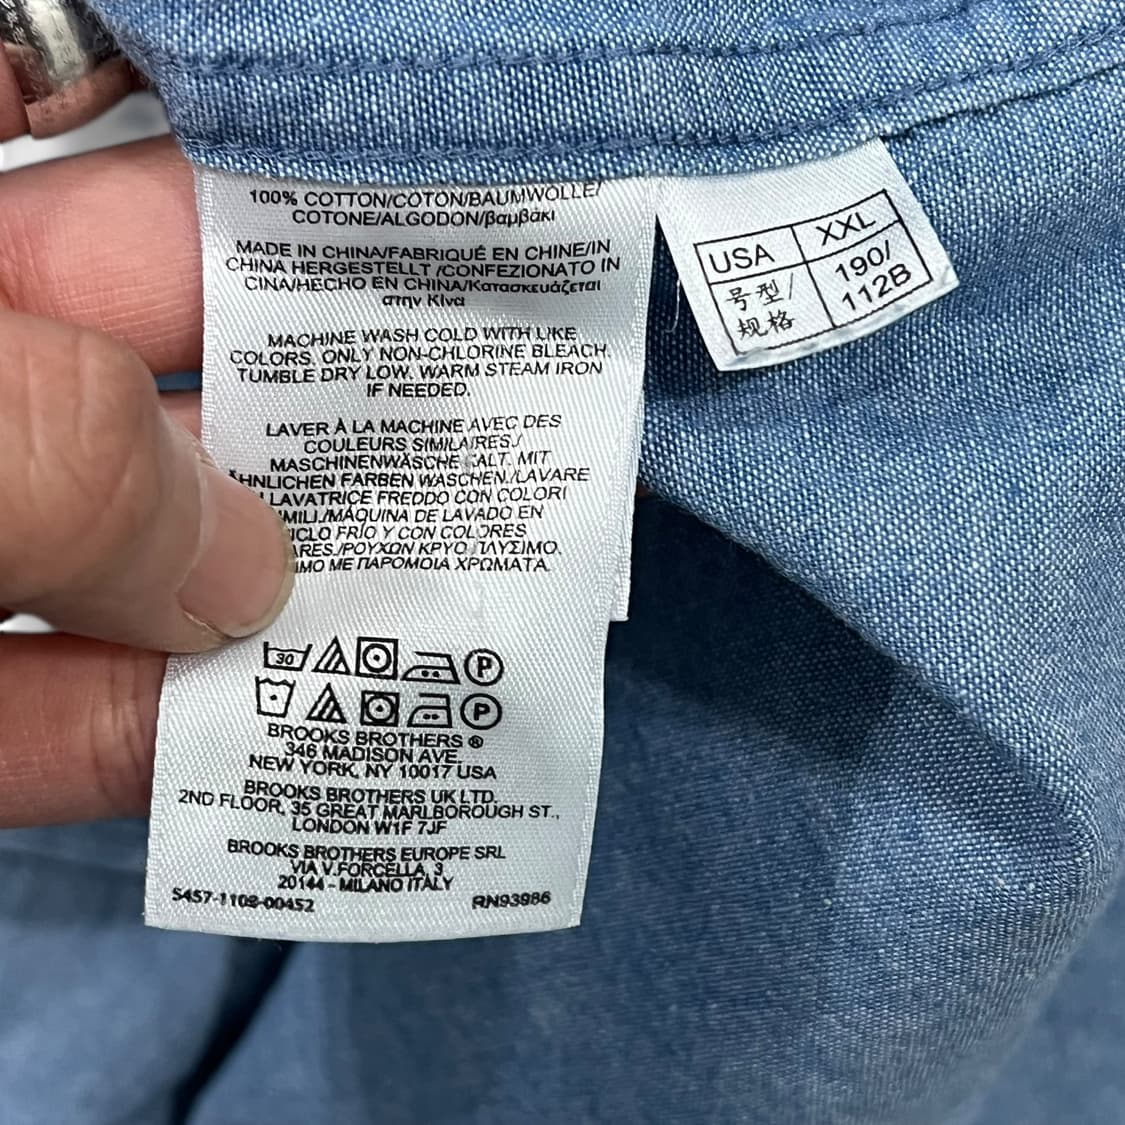 100% COTTON/COTON/BAUMWOLLE/
COTONE/ALGODON/βαμβάκι
MADE IN CHINA/FABRIQUÉ EN CHINE/IN
CHINA HERGESTELLT /CONFEZIONATO IN
CINA/HECHO EN CHINA/Κατασκευάζεται
στην Κίνα
MACHINE WASH COLD WITH LIKE
COLORS. ONLY NON-CHLORINE BLEACH.
TUMBLE DRY LOW. WARM STEAM IRON
IF NEEDED.
LAVER À LA MACHINE AVEC DES
COULEURS SIMILAIRES./
MASCHINENWÄSCHE KALT. MIT
ÄHNLICHEN FARBEN WASCHEN./LAVARE
LAVATRICE FREDDO CON COLORI
/MÁQUINA DE LAVADO EN
FRÍO Y CON COLORES
ΡΟΥΧΩΝ ΚΡΥΟ ΠΛΥΣΙΜΟ.
ΜΕ ΠΑΡΟΜΟΙΑ ΧΡΩΜΑΤΑ.
30 P
P
BROOKS BROTHERS ®
346 MADISON AVE.
NEW YORK, NY 10017 USA
BROOKS BROTHERS UK LTD.
2ND FLOOR, 35 GREAT MARLBOROUGH ST.,
LONDON W1F 7JF
BROOKS BROTHERS EUROPE SRL
VIA V.FORCELLA, 3
20144 - MILANO ITALY
5457-1108-00452 RN93986
USA XXL
号型/ 190/
规格 112B